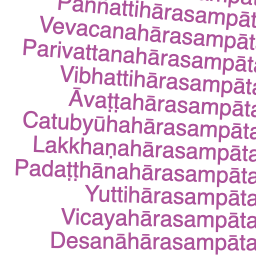 Paññattihārasampāt
Vevacanahārasampāt
Parivattanahārasampāta
Vibhattihārasampāta
Āvaṭṭahārasampāta
Catubyūhahārasampāta
Lakkhaṇahārasampāta
Padaṭṭhānahārasampāta
Yuttihārasampāta
Vicayahārasampāta
Desanāhārasampāta